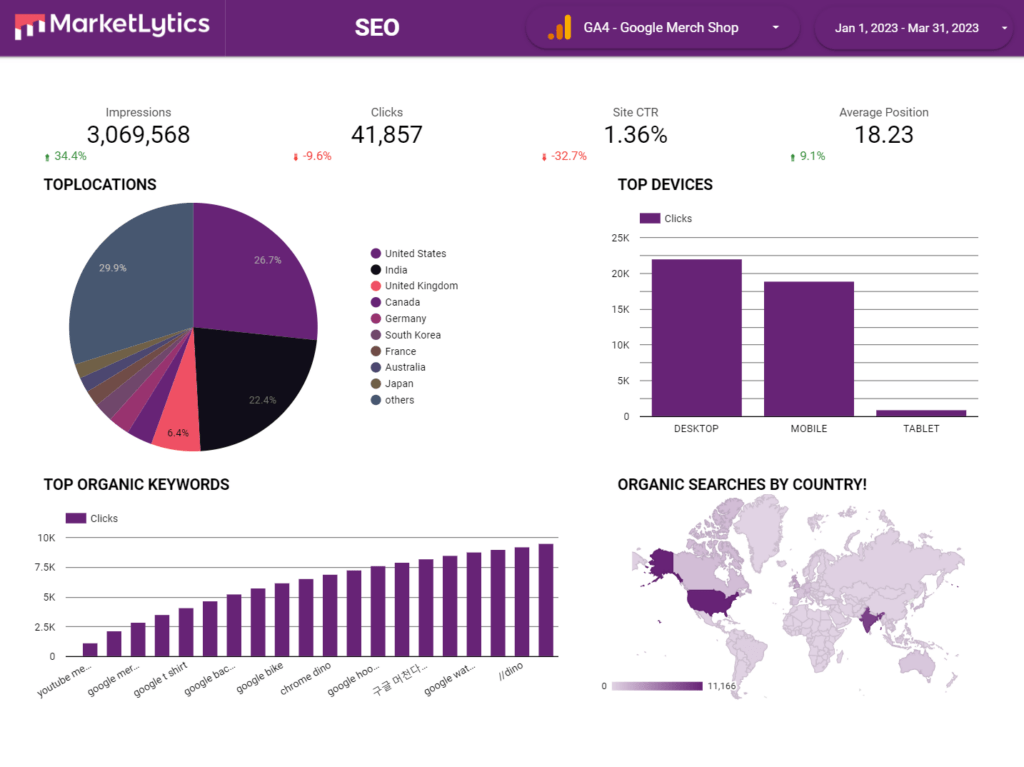 MarketLytics
SEO
GA4 - Google Merch Shop
Jan 1, 2023 - Mar 31, 2023
Impressions
3,069,568
34.4%
Clicks
41,857
-9.6%
Site CTR
1.36%
-32.7%
Average Position
18.23
9.1%
TOPLOCATIONS
29.9%
26.7%
22.4%
6.4%
United States
India
United Kingdom
Canada
Germany
South Korea
France
Australia
Japan
others
TOP DEVICES
Clicks
25K
20K
15K
10K
5K
0
DESKTOP
MOBILE
TABLET
TOP ORGANIC KEYWORDS
Clicks
10K
7.5K
5K
2.5K
0
youtube me...
google mer...
google t shirt
google bac...
google bike
chrome dino
google hoo...
구글 머천다...
google wat...
//dino
ORGANIC SEARCHES BY COUNTRY!
0
11,166